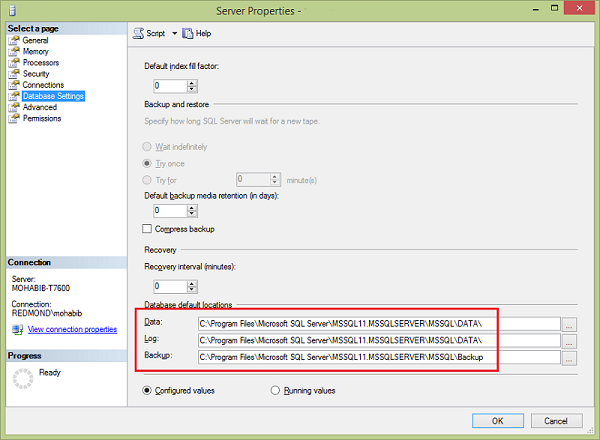 Server Properties -
Select a page
General
Memory
Processors
Security
Connections
Database Settings
Advanced
Permissions
Connection
Server:
MOHABIB-T7600
Connection:
REDMOND\mohabib
View connection properties
Progress
Ready
Script
Help
Default index fill factor:
0
Backup and restore
Specify how long SQL Server will wait for a new tape.
Wait indefinitely
Try once
Try for 0 minute(s)
Default backup media retention (in days):
0
Compress backup
Recovery
Recovery interval (minutes):
0
Database default locations
Data: C:\Program Files\Microsoft SQL Server\MSSQL11.MSSQLSERVER\MSSQL\DATA\ ...
Log: C:\Program Files\Microsoft SQL Server\MSSQL11.MSSQLSERVER\MSSQL\DATA\ ...
Backup: C:\Program Files\Microsoft SQL Server\MSSQL11.MSSQLSERVER\MSSQL\Backup ...
Configured values Running values
OK Cancel